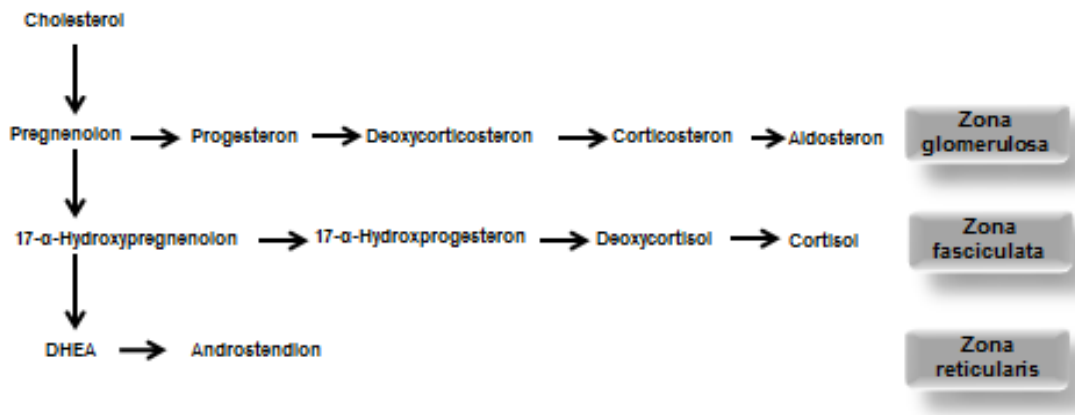 Cholesterol
Pregnenolon Progesteron Deoxycorticosteron Corticosteron Aldosteron
Zona
glomerulosa
17-α-Hydroxypregnenolon 17-α-Hydroxprogesteron Deoxycortisol Cortisol
Zona
fasciculata
DHEA Androstendion
Zona
reticularis